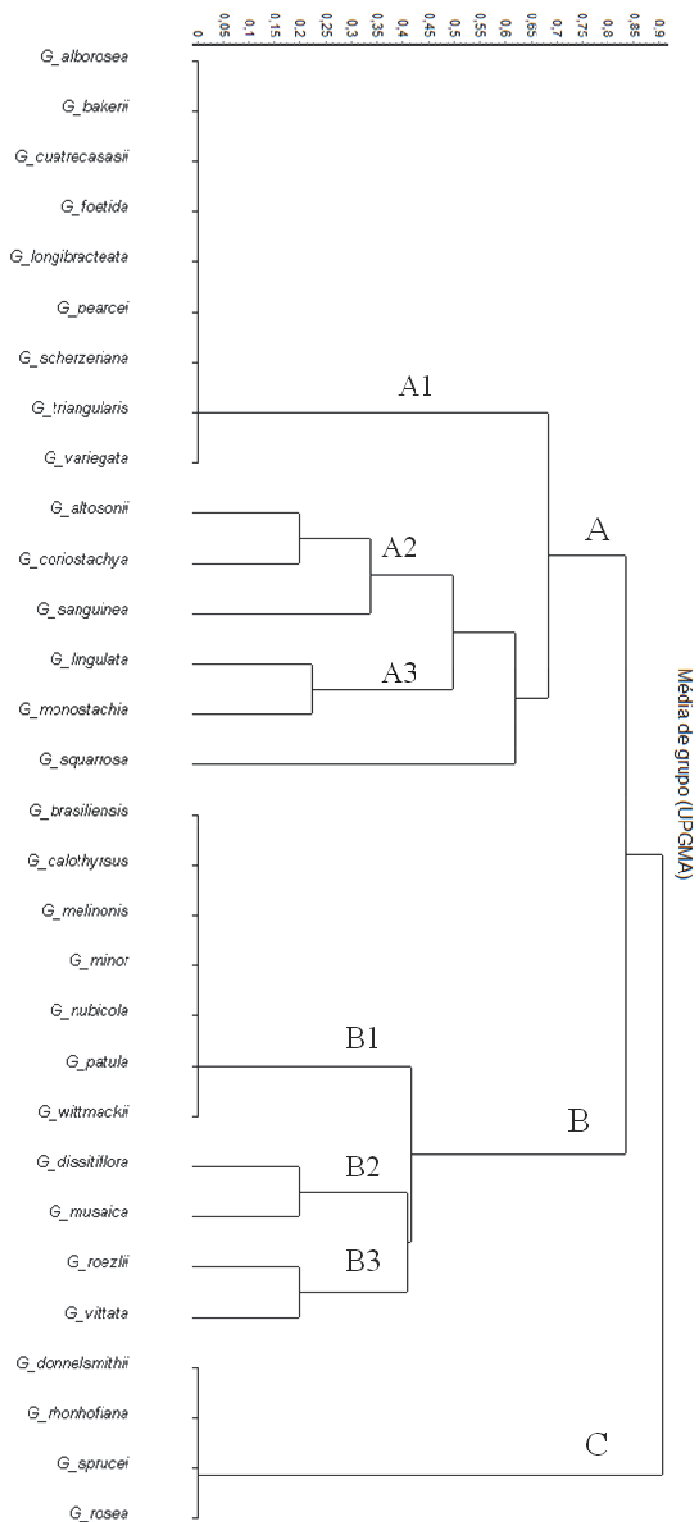 0 0,05 0,1 0,15 0,2 0,25 0,3 0,35 0,4 0,45 0,5 0,55 0,6 0,65 0,7 0,75 0,8 0,85 0,9
G_alborosea
G_bakerii
G_cuatrecasasii
G_foetida
G_longibracteata
G_pearcei
G_scherzeriana
A1
G_triangularis
G_variegata
G_altosonii
A
A2
G_coriostachya
G_sanguinea
G_lingulata
A3
G_monostachia
G_squarrosa
Média de grupo (UPGMA)
G_brasiliensis
G_calothyrsus
G_melinonis
G_minor
G_nubicola
B1
G_patula
G_wittmackii
B
G_dissitiflora
B2
G_musaica
G_roezlii
B3
G_vittata
G_donnelsmithii
G_rhonhofiana
C
G_sprucei
G_rosea